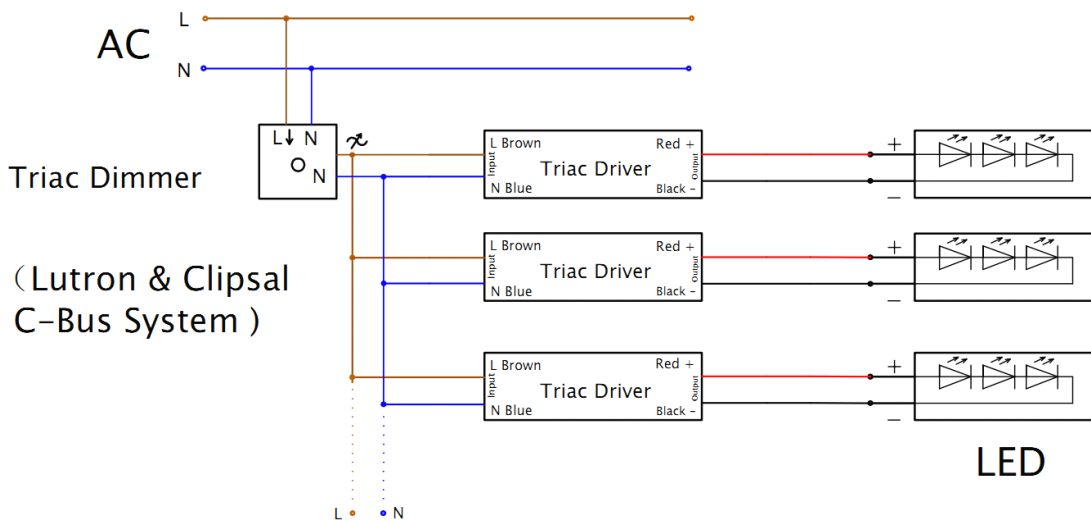 L
AC
N
L N
N
Triac Dimmer
(Lutron & Clipsal
C-Bus System )
L Brown
Input
Triac Driver
N Blue
Red +
Output
Black -
+
-
L Brown
Input
Triac Driver
N Blue
Red +
Output
Black -
+
-
L Brown
Input
Triac Driver
N Blue
Red +
Output
Black -
+
-
LED
L
N